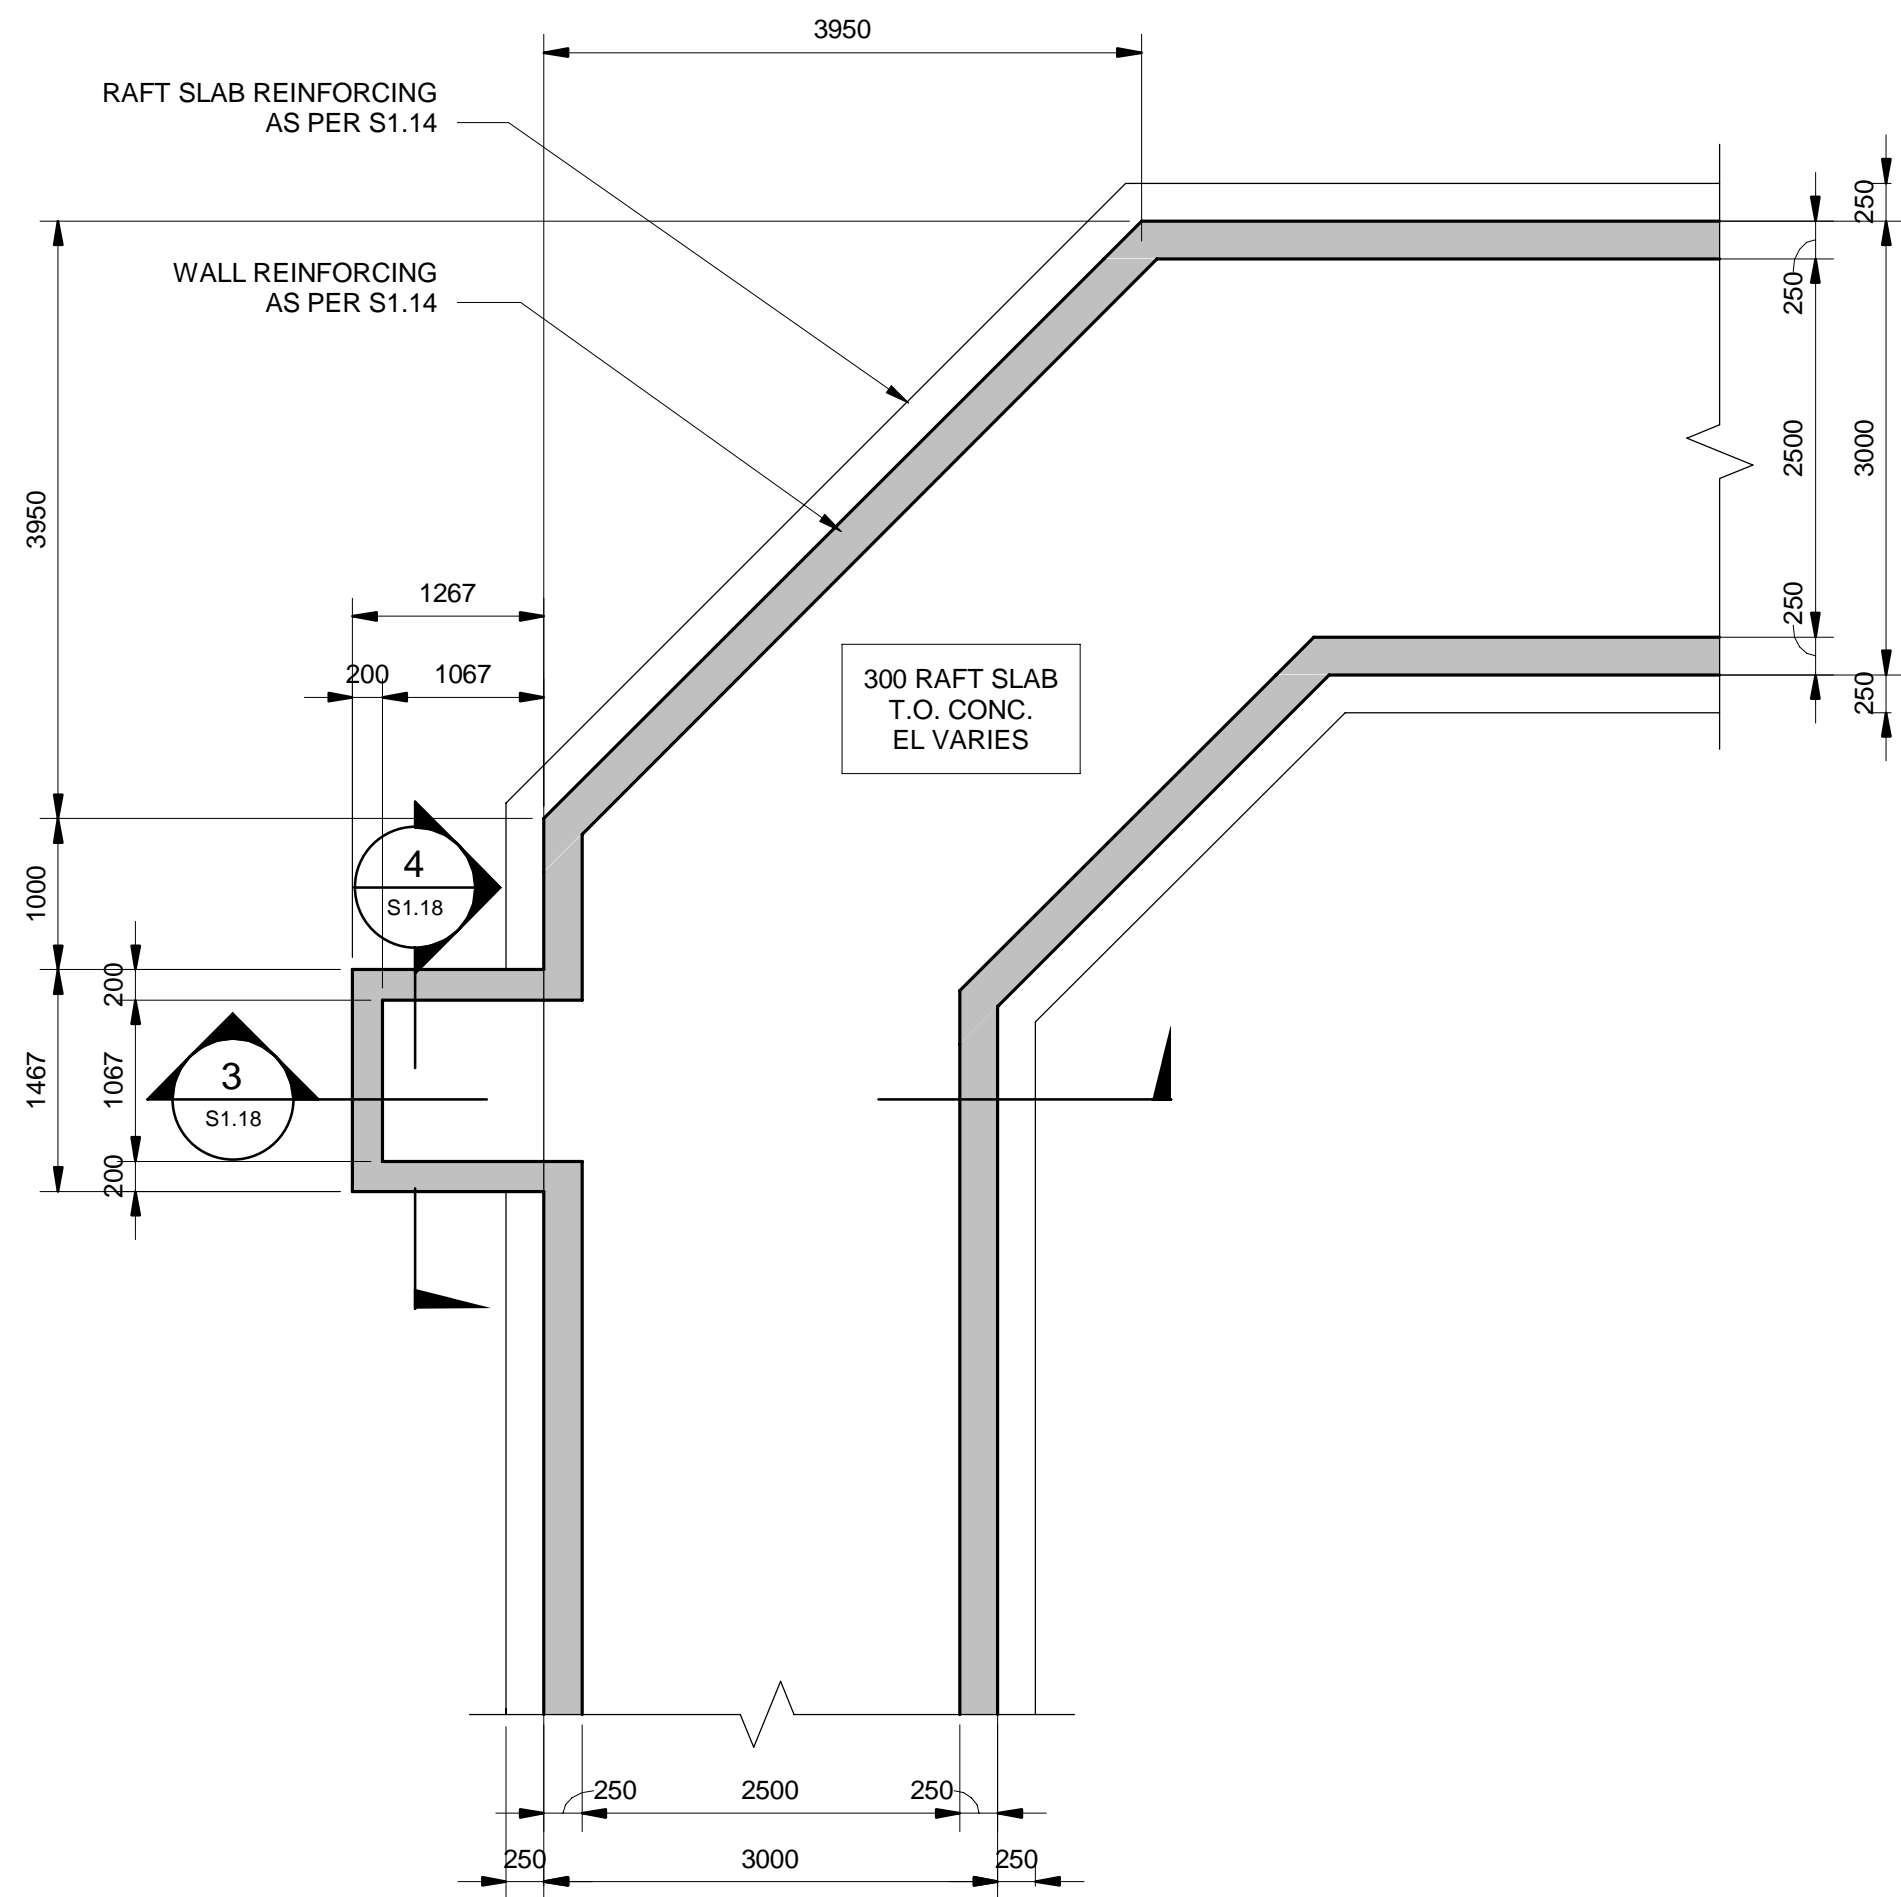 3950
RAFT SLAB REINFORCING
AS PER S1.14
250
WALL REINFORCING
AS PER S1.14
250
3950
2500
3000
1267
250
200
1067
300 RAFT SLAB
T.O. CONC.
EL VARIES
250
4
S1.18
1000
200
3
S1.18
1467
1067
200
250
2500
250
250
3000
250